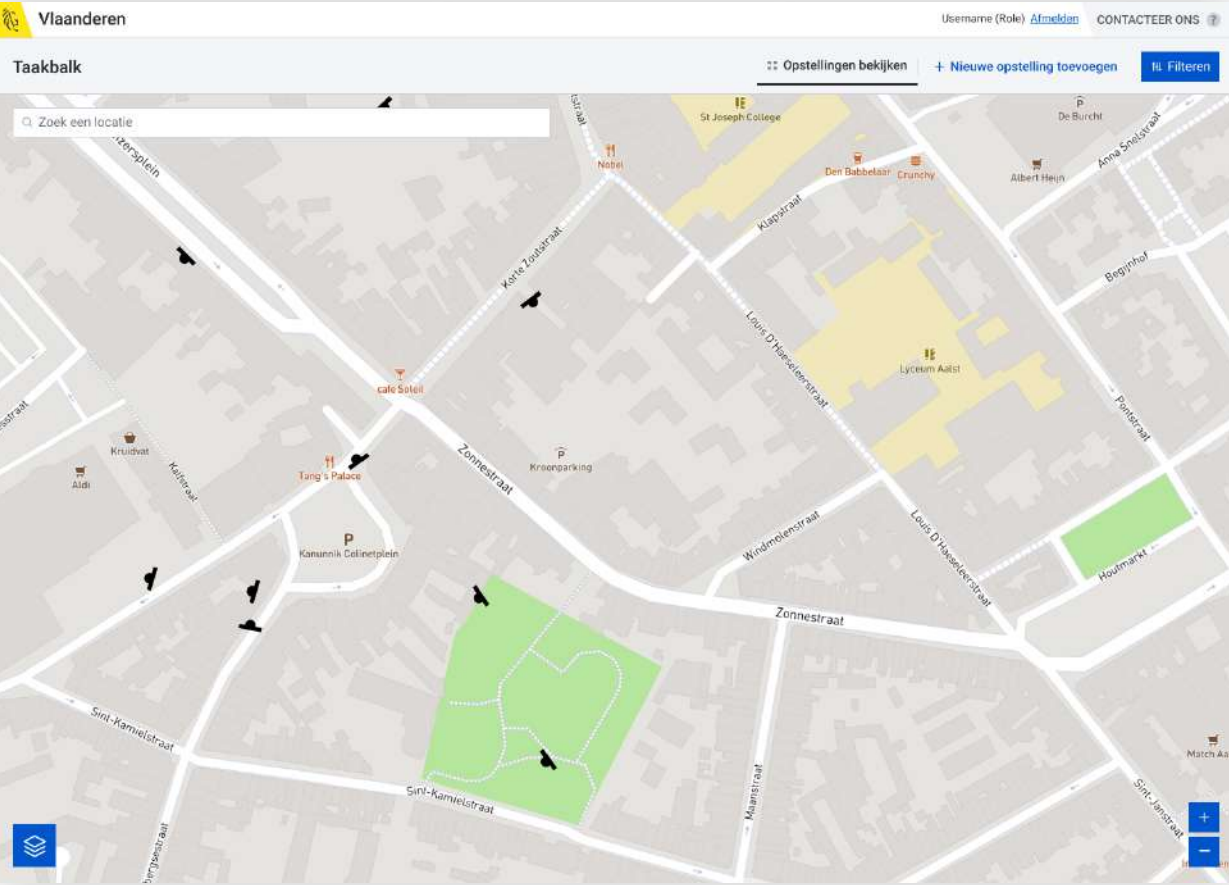 Vlaanderen
Username (Role) Afmelden
CONTACTEER ONS ?
Taakbalk
Opstellingen bekijken
+ Nieuwe opstelling toevoegen
Filteren
Zoek een locatie
St Joseph College
P
De Burcht
Anna Snelstraat
Nobel
Den Babbelaar
Crunchy
Albert Heijn
Klapstraat
Korte Zoutstraat
Begijnhof
Louis D'Haeseleerstraat
Lyceum Aalst
cafe Soleil
Pontstraat
Kruidvat
Aldi
Kalfstraat
Tang's Palace
Zonnestraat
P
Kroonparking
P
Kanunnik Colinetplein
Windmolenstraat
Louis D'Haeseleerstraat
Houtmarkt
Zonnestraat
Sint-Kamielstraat
Sint-Kamielstraat
Maanstraat
Match Aa
Sint-Jansstraat
+
−